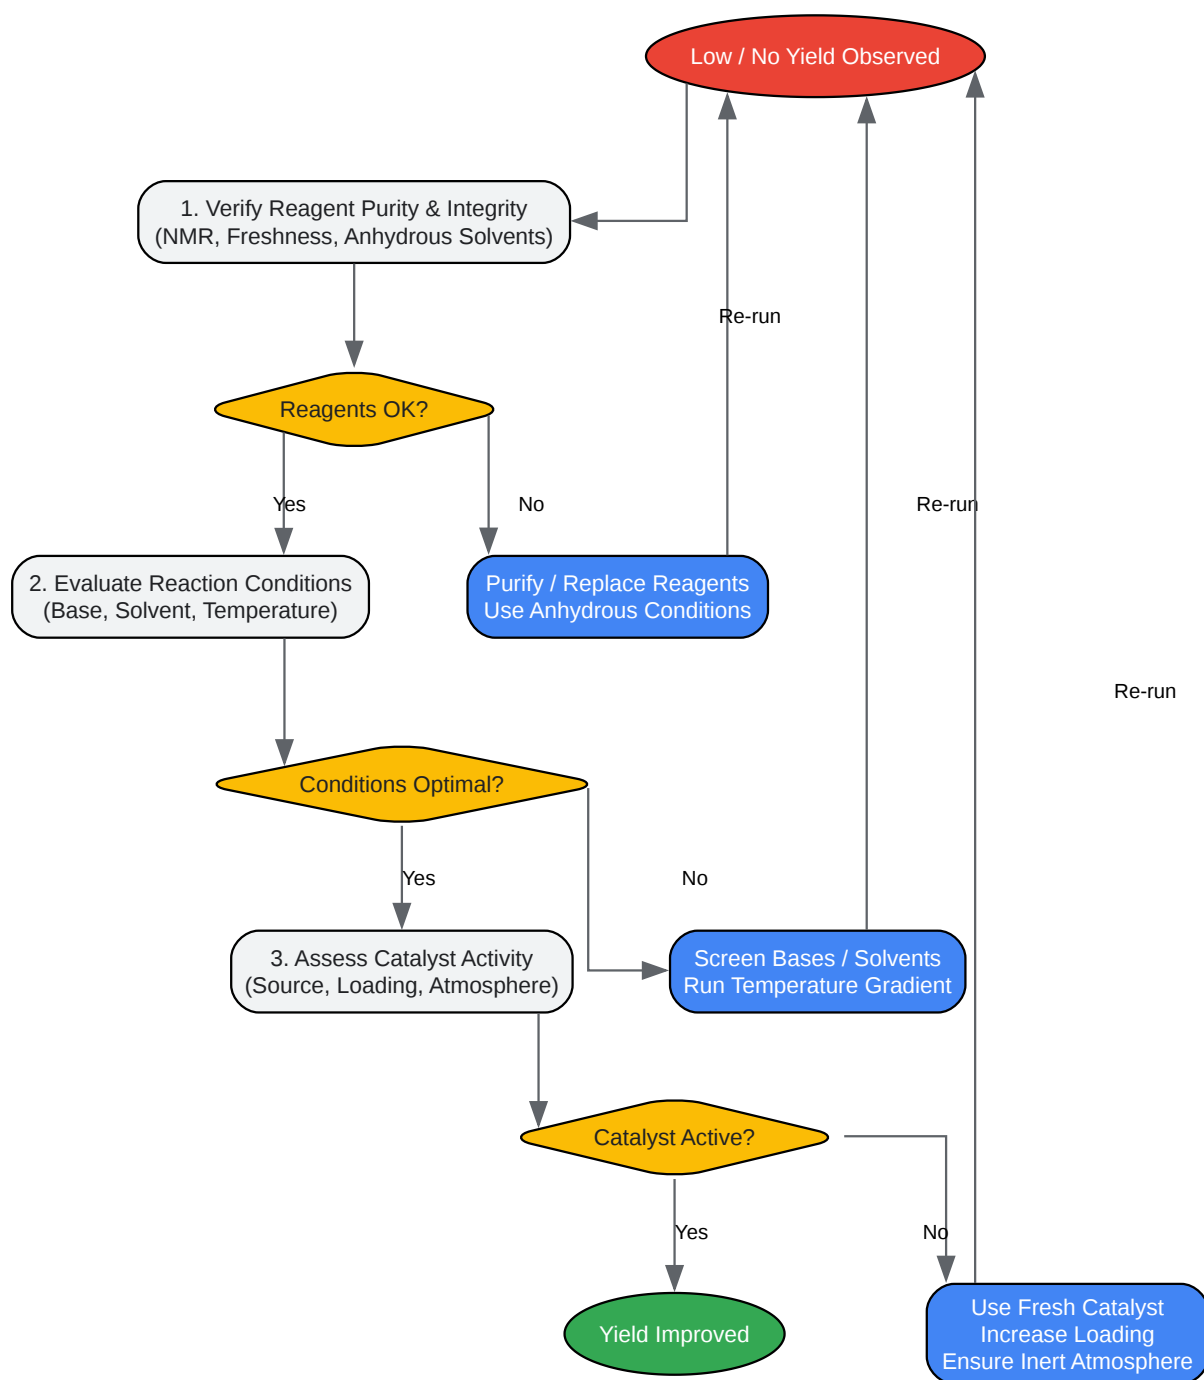 Low / No Yield Observed
1. Verify Reagent Purity & Integrity
(NMR, Freshness, Anhydrous Solvents)
Re-run
Reagents OK?
Yes
No
Re-run
2. Evaluate Reaction Conditions
(Base, Solvent, Temperature)
Purify / Replace Reagents
Use Anhydrous Conditions
Re-run
Conditions Optimal?
Yes
No
3. Assess Catalyst Activity
(Source, Loading, Atmosphere)
Screen Bases / Solvents
Run Temperature Gradient
Catalyst Active?
Yes
No
Yield Improved
Use Fresh Catalyst
Increase Loading
Ensure Inert Atmosphere